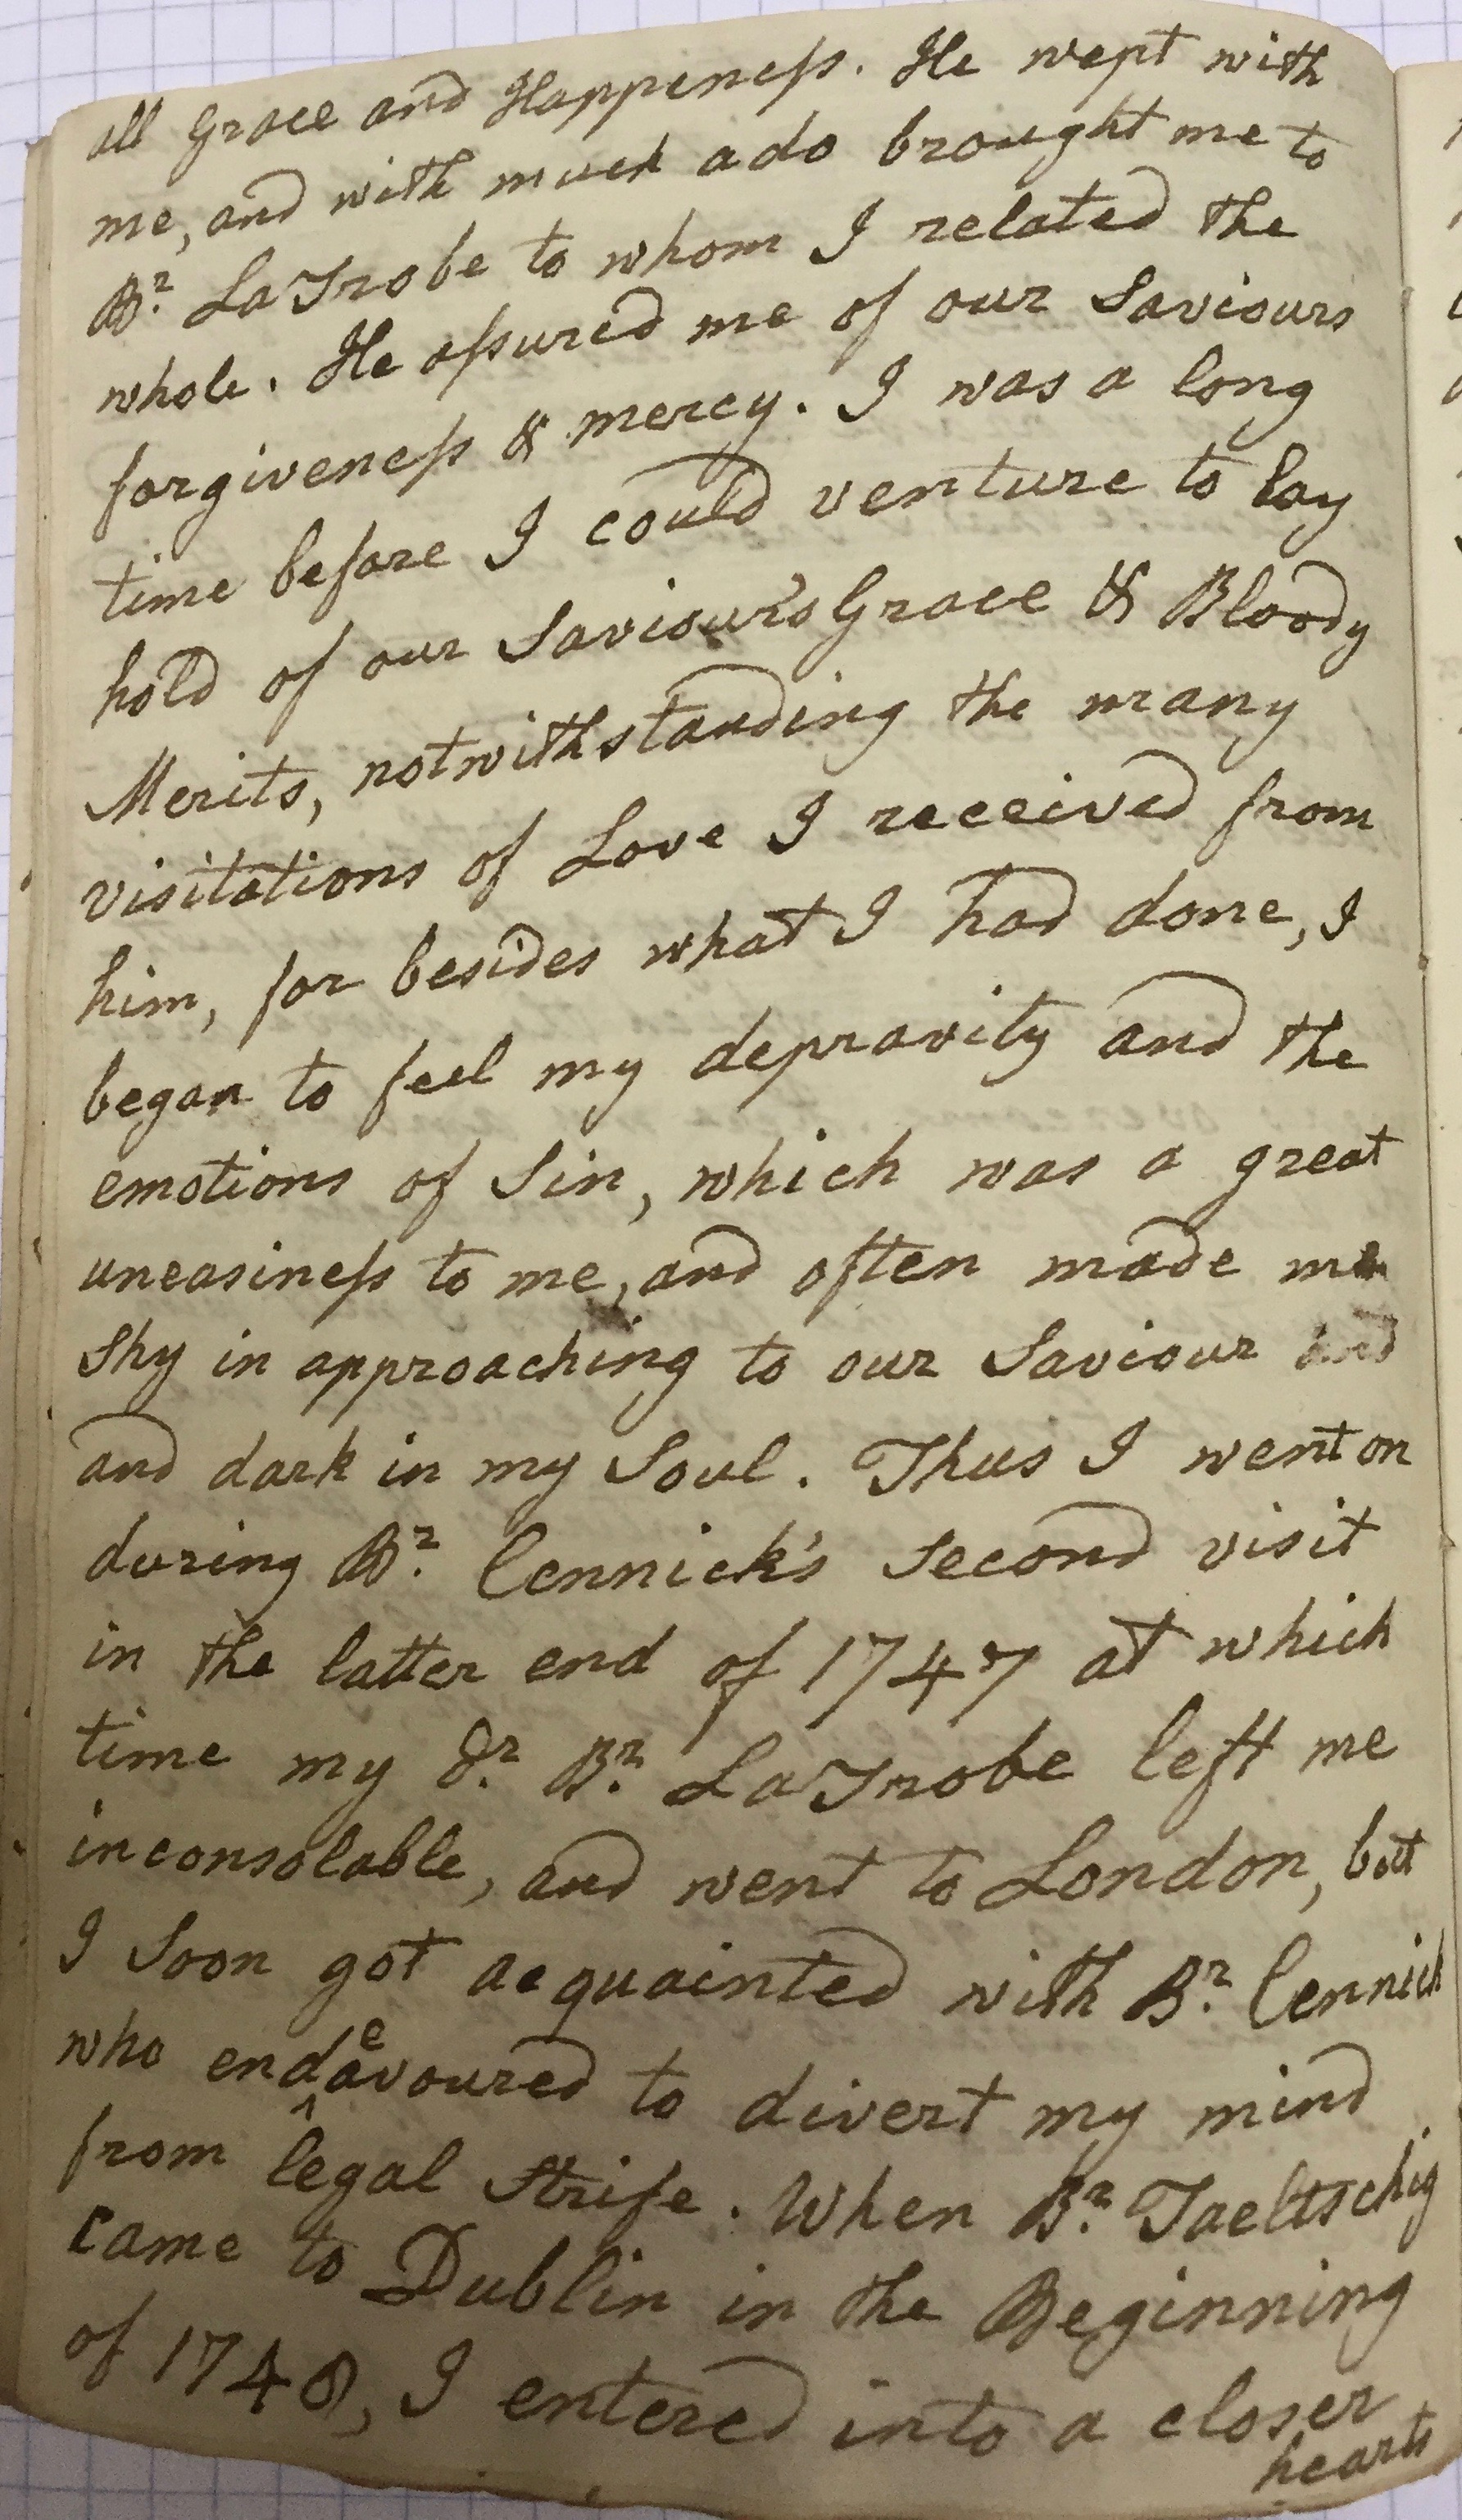 all Grace and Happeness. He wept with
me, and with much ado brought me to
Br. LaTrobe to whom I related the
whole. He assured me of our Saviours
forgiveness & mercy. I was a long
time before I could venture to lay
hold of our Saviour's Grace & Bloody
Merits, notwithstanding the many
visitations of Love I received from
him, for besides what I had done, I
began to feel my depravity and the
emotions of Sin, which was a great
uneasiness to me, and often made me
shy in approaching to our Saviour and
and dark in my Soul. Thus I went on
during Br. Cennick's second visit
in the latter end of 1747 at which
time my dr. Br. LaTrobe left me
inconsolable, and went to London, but
I soon got acquainted with Br. Cennick
who endeavoured to divert my mind
from legal strife. When Br. Taeltschig
came to Dublin in the Beginning
of 1748, I entered into a closer
hearts